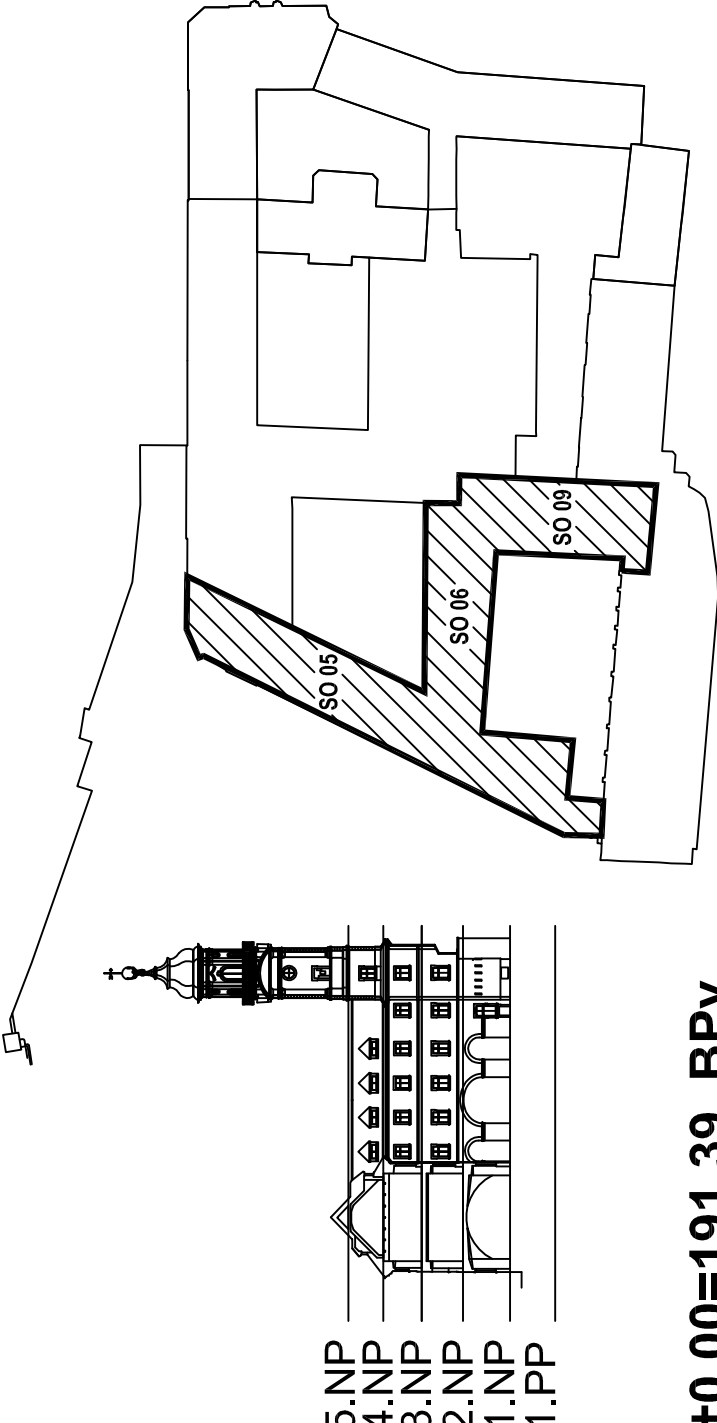 SO 05
SO 06
SO 09
5.NP
4.NP
3.NP
2.NP
1.NP
1.PP
±0,00=191,39 BPv